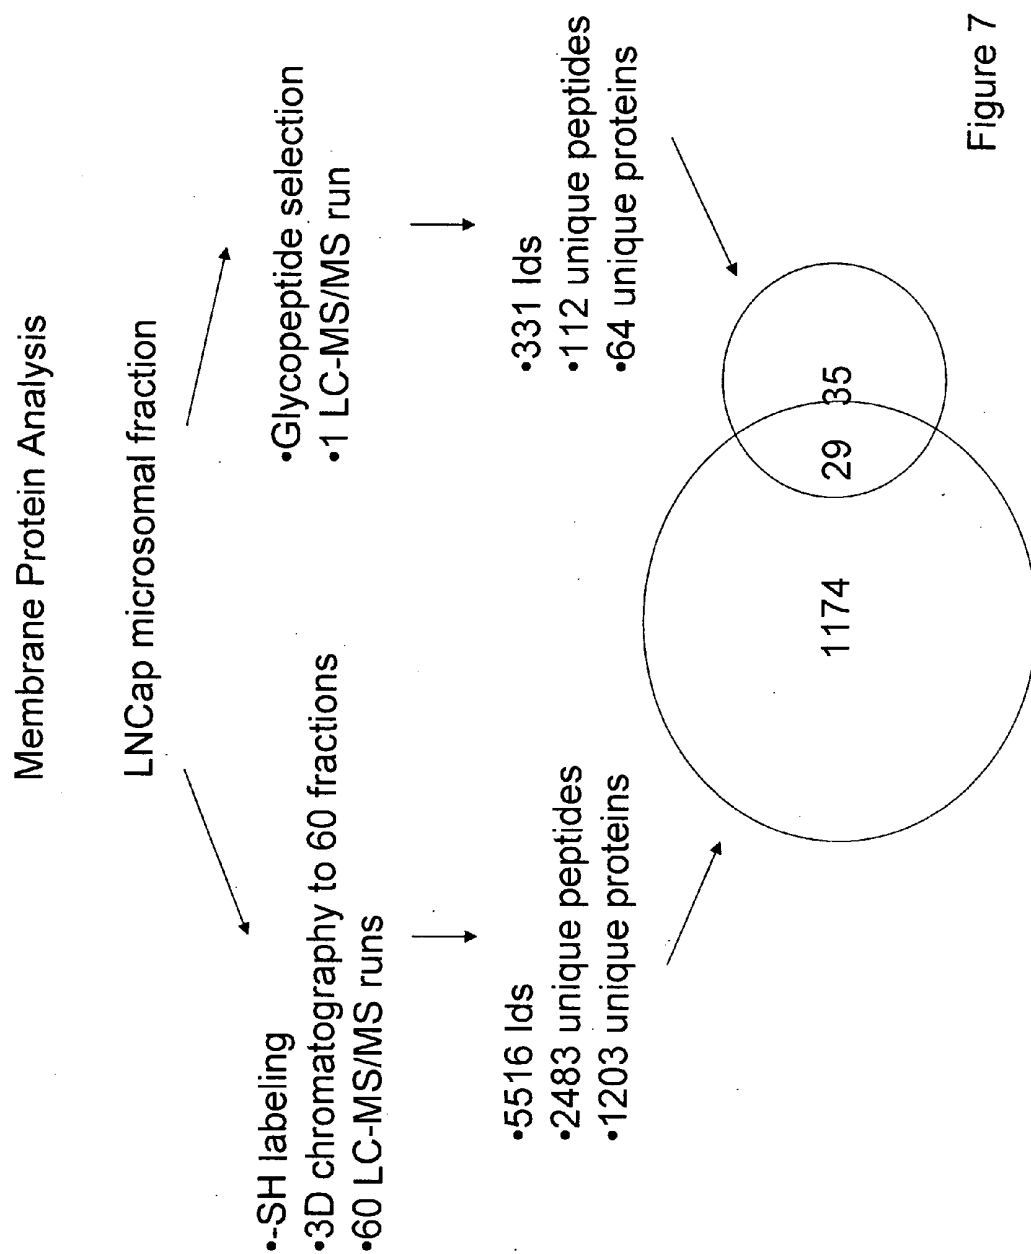 Membrane Protein Analysis
LNCap microsomal fraction
•-SH labeling
•3D chromatography to 60 fractions
•60 LC-MS/MS runs
•Glycopeptide selection
•1 LC-MS/MS run
•5516 Ids
•2483 unique peptides
•1203 unique proteins
•331 Ids
•112 unique peptides
•64 unique proteins
1174
29
35
Figure 7